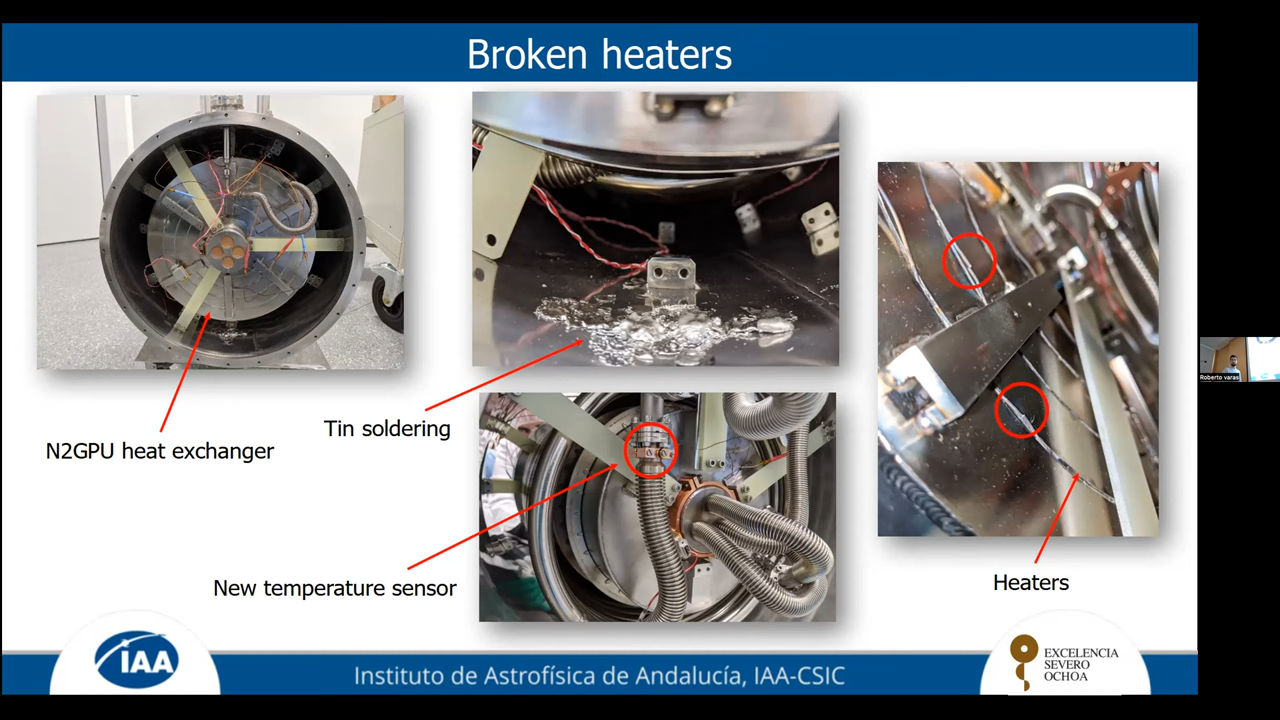 Broken heaters
N2GPU heat exchanger
Tin soldering
New temperature sensor
Heaters
Roberto varas
IAA
Instituto de Astrofísica de Andalucía, IAA-CSIC
EXCELENCIA
SEVERO
OCHOA